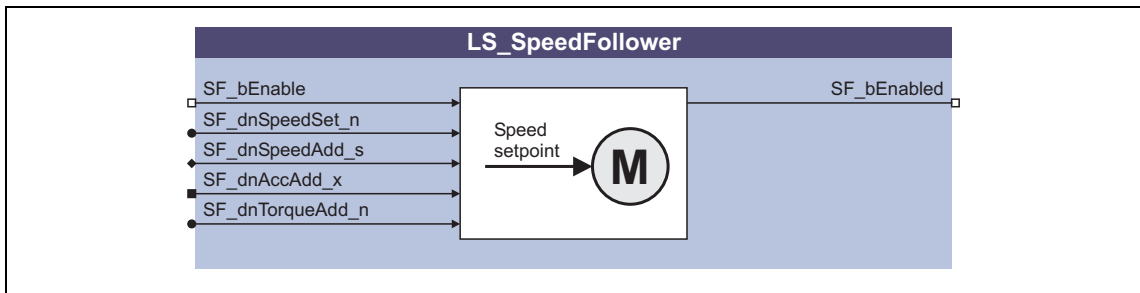 LS_SpeedFollower
SF_bEnable
SF_bEnabled
SF_dnSpeedSet_n
SF_dnSpeedAdd_s
SF_dnAccAdd_x
SF_dnTorqueAdd_n
Speed
setpoint
M